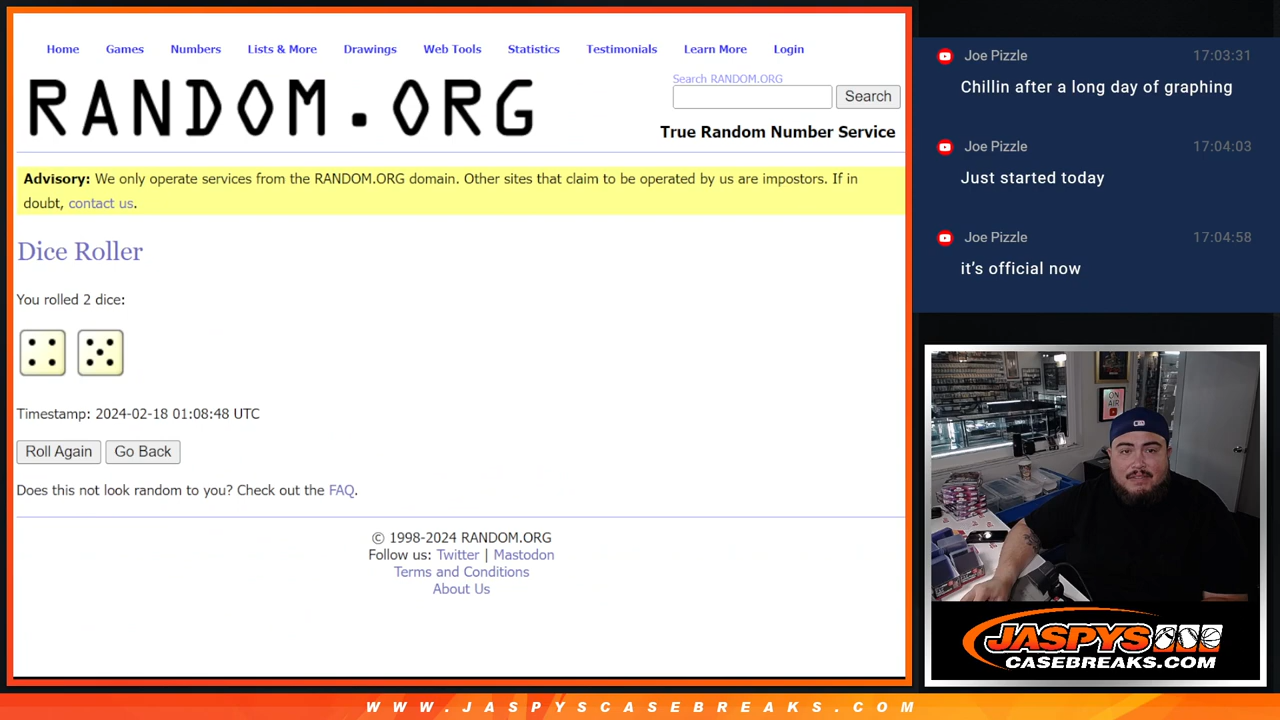 Home Games Numbers Lists & More Drawings Web Tools Statistics Testimonials Learn More Login
RANDOM.ORG
Search RANDOM.ORG
Search
True Random Number Service
Advisory: We only operate services from the RANDOM.ORG domain. Other sites that claim to be operated by us are impostors. If in
doubt, contact us.
Dice Roller
You rolled 2 dice:
Timestamp: 2024-02-18 01:08:48 UTC
Roll Again Go Back
Does this not look random to you? Check out the FAQ.
© 1998-2024 RANDOM.ORG
Follow us: Twitter | Mastodon
Terms and Conditions
About Us
Joe Pizzle 17:03:31
Chillin after a long day of graphing
Joe Pizzle 17:04:03
Just started today
Joe Pizzle 17:04:58
it's official now
ON
AIR
JASPYS
CASEBREAKS.COM
WWW.JASPYSCASEBREAKS.COM